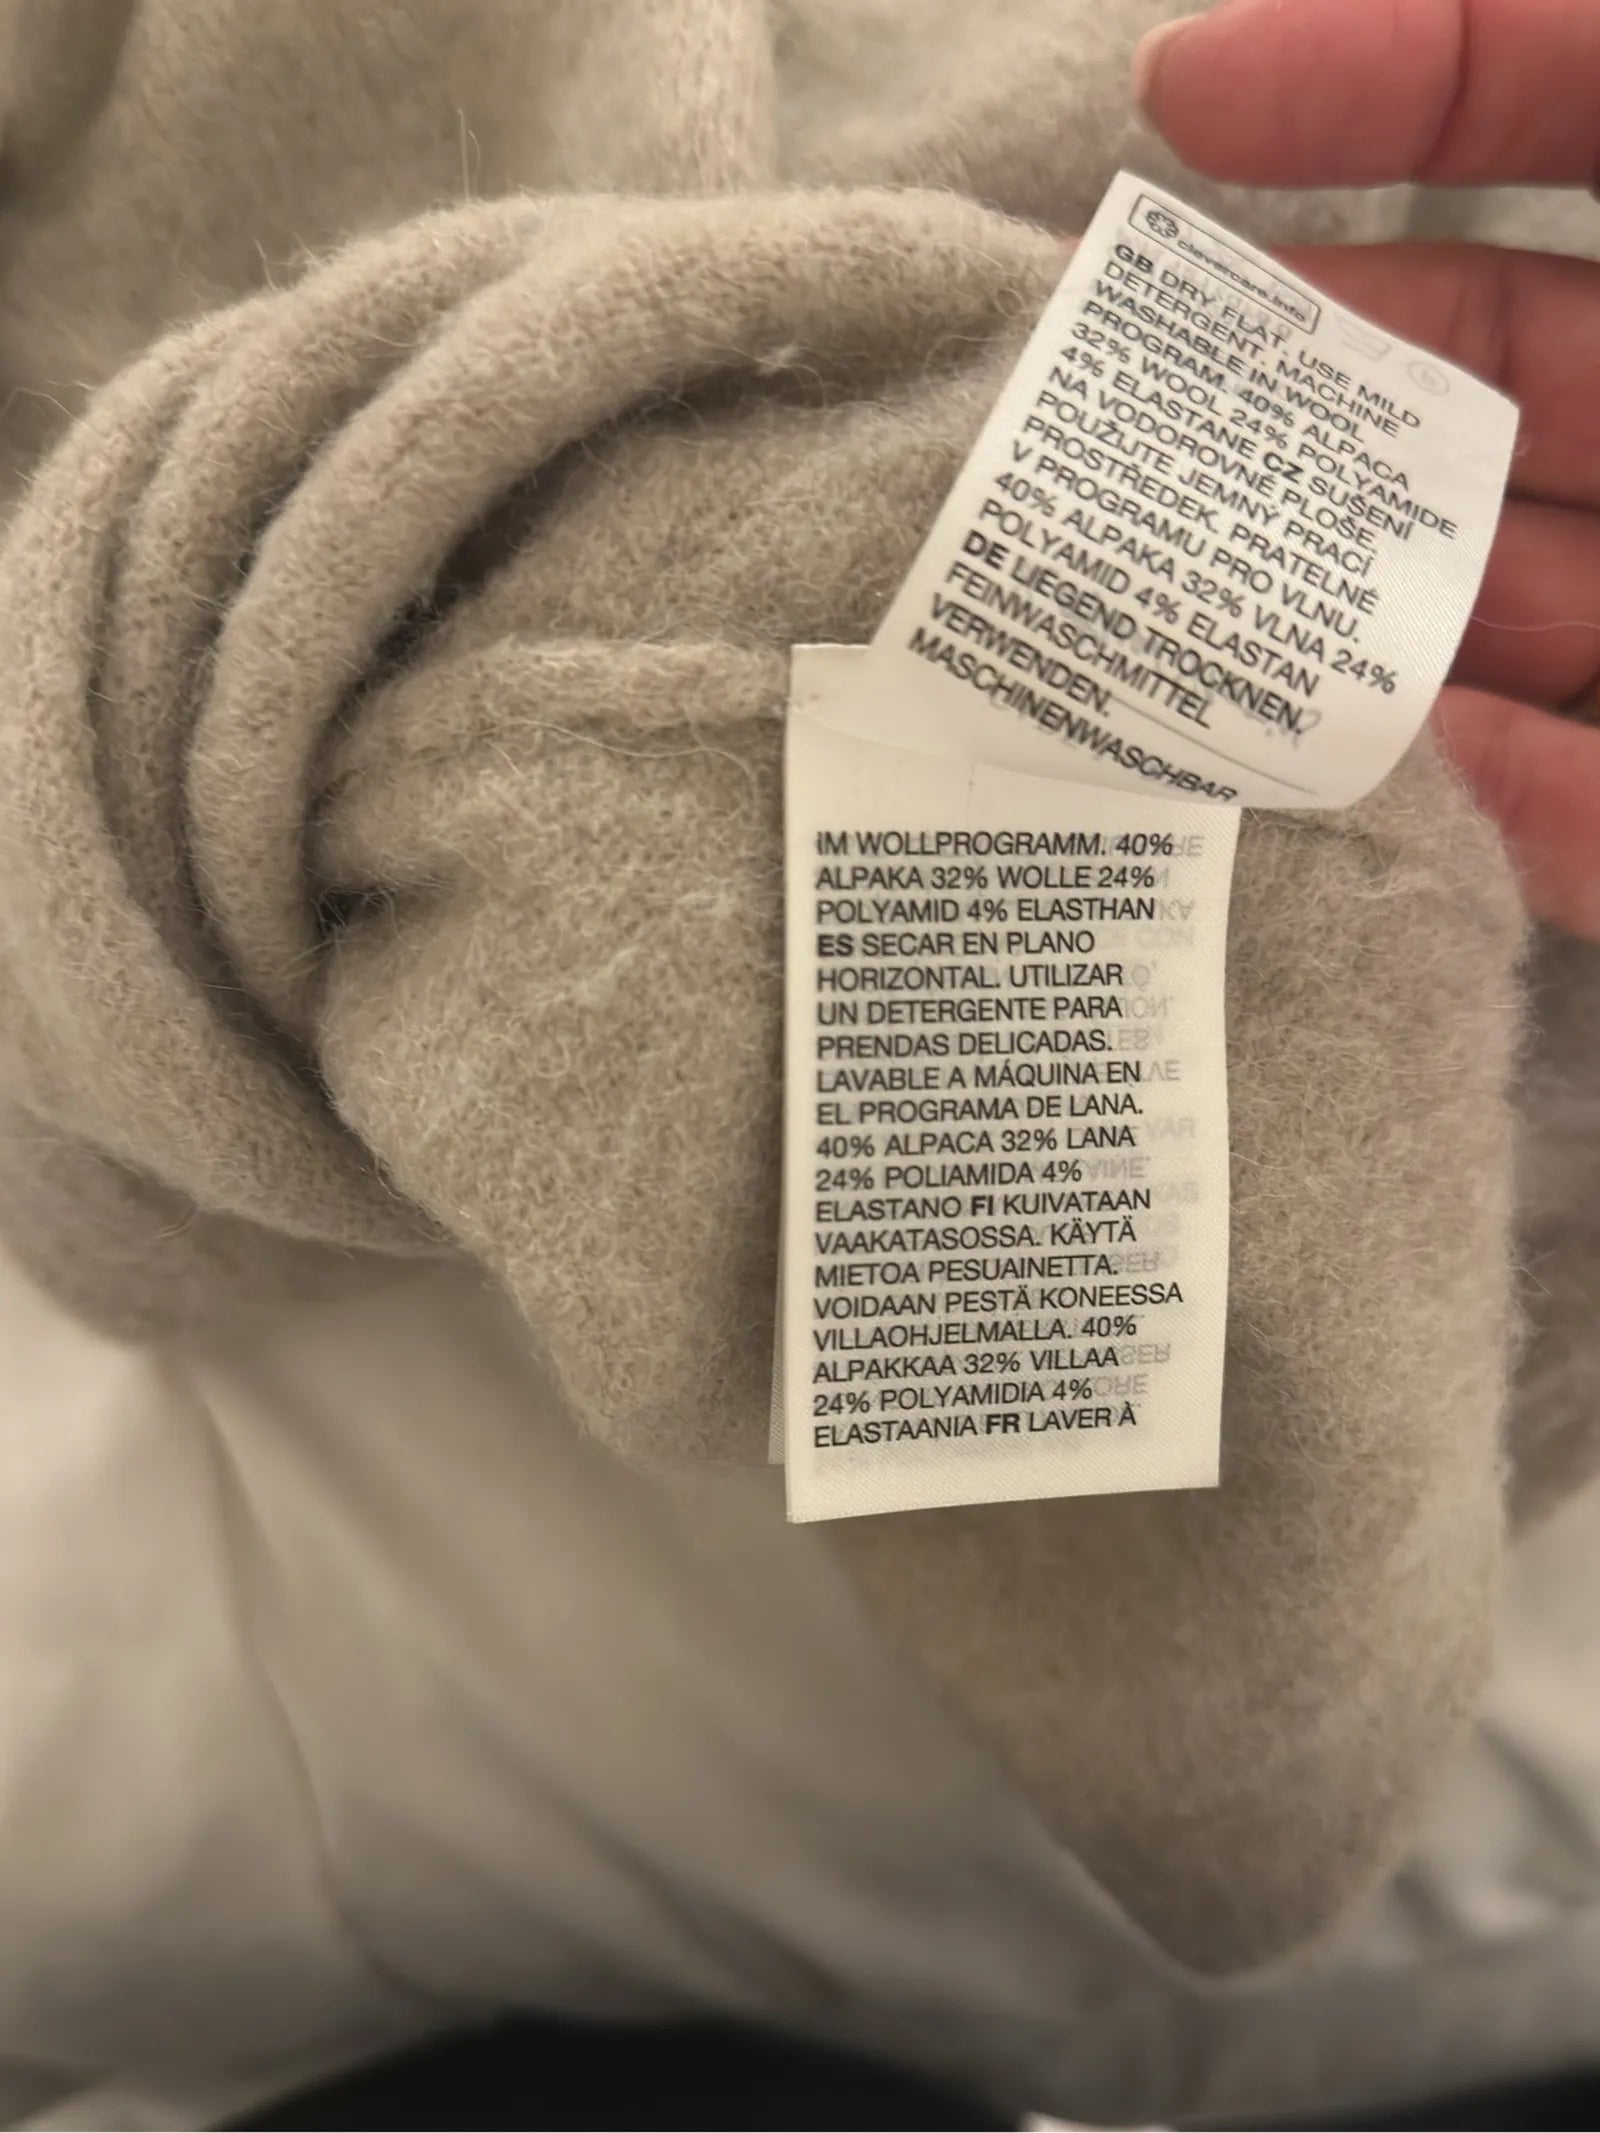 clevercare.info
GB DRY FLAT. USE MILD
DETERGENT. MACHINE
WASHABLE IN WOOL
PROGRAM. 40% ALPACA
32% WOOL 24% POLYAMIDE
4% ELASTANE CZ SUŠENÍ
NA VODOROVNÉ PLOŠE.
POUŽIJTE JEMNÝ PRACÍ
PROSTŘEDEK. PRATELNÉ
V PROGRAMU PRO VLNU.
40% ALPAKA 32% VLNA 24%
POLYAMID 4% ELASTAN
DE LIEGEND TROCKNEN.
FEINWASCHMITTEL
VERWENDEN.
MASCHINENWASCHBAR
IM WOLLPROGRAMM. 40%
ALPAKA 32% WOLLE 24%
POLYAMID 4% ELASTHAN
ES SECAR EN PLANO
HORIZONTAL. UTILIZAR
UN DETERGENTE PARA
PRENDAS DELICADAS.
LAVABLE A MÁQUINA EN
EL PROGRAMA DE LANA.
40% ALPACA 32% LANA
24% POLIAMIDA 4%
ELASTANO FI KUIVATAAN
VAAKATASOSSA. KÄYTÄ
MIETOA PESUAINETTA.
VOIDAAN PESTÄ KONEESSA
VILLAOHJELMALLA. 40%
ALPAKKAA 32% VILLAA
24% POLYAMIDIA 4%
ELASTAANIA FR LAVER À